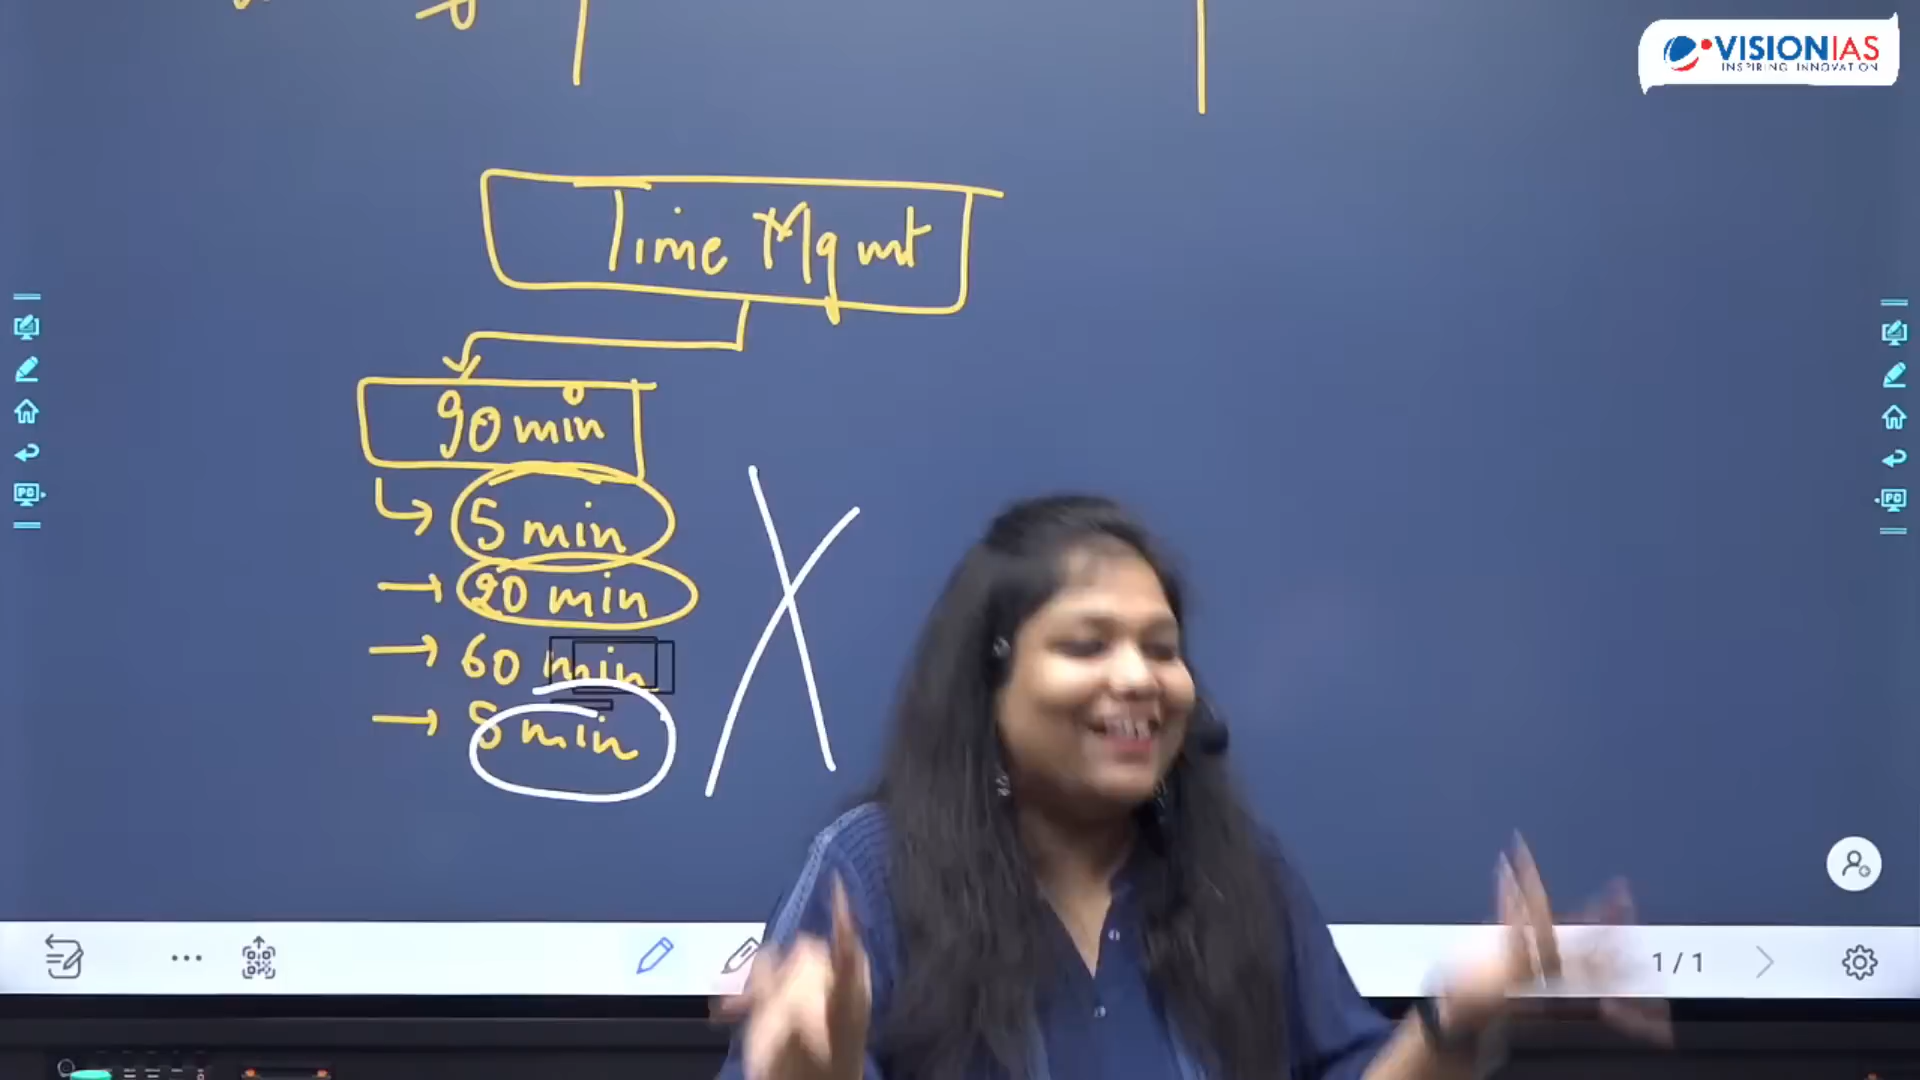 VISIONIAS
INSPIRING INNOVATION
Time Mgmt
90 min
5 min
20 min
60 min
5 min
1 / 1